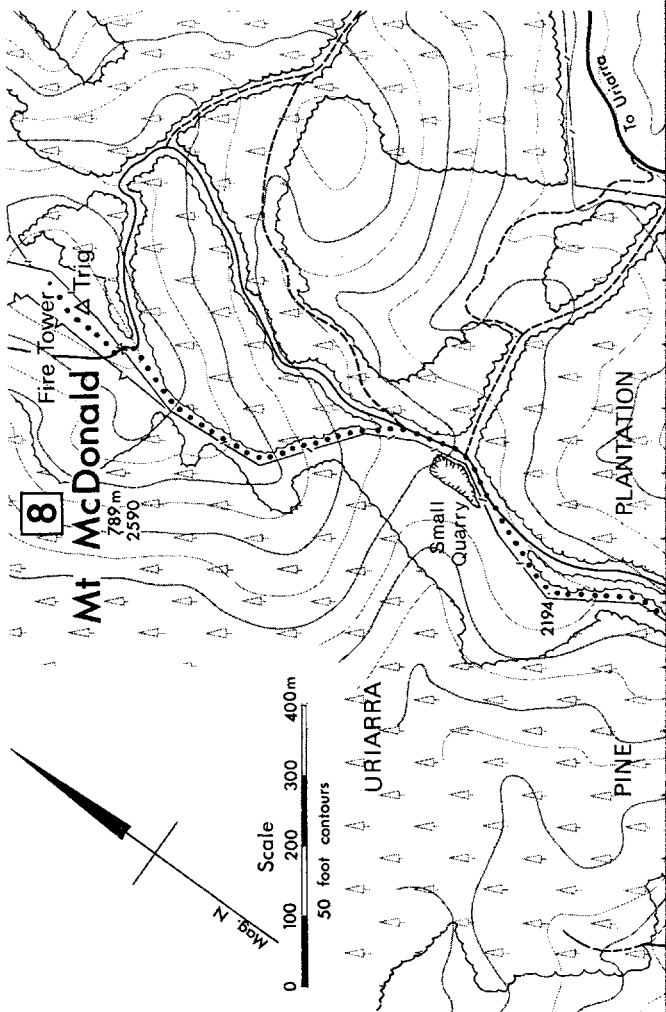 8
Mt McDonald
789 m
2590
Fire Tower
Trig
To Uriarra
Small
Quarry
2194
PLANTATION
URIARRA
PINE
Mag. N
Scale
0 100 200 300 400 m
50 foot contours